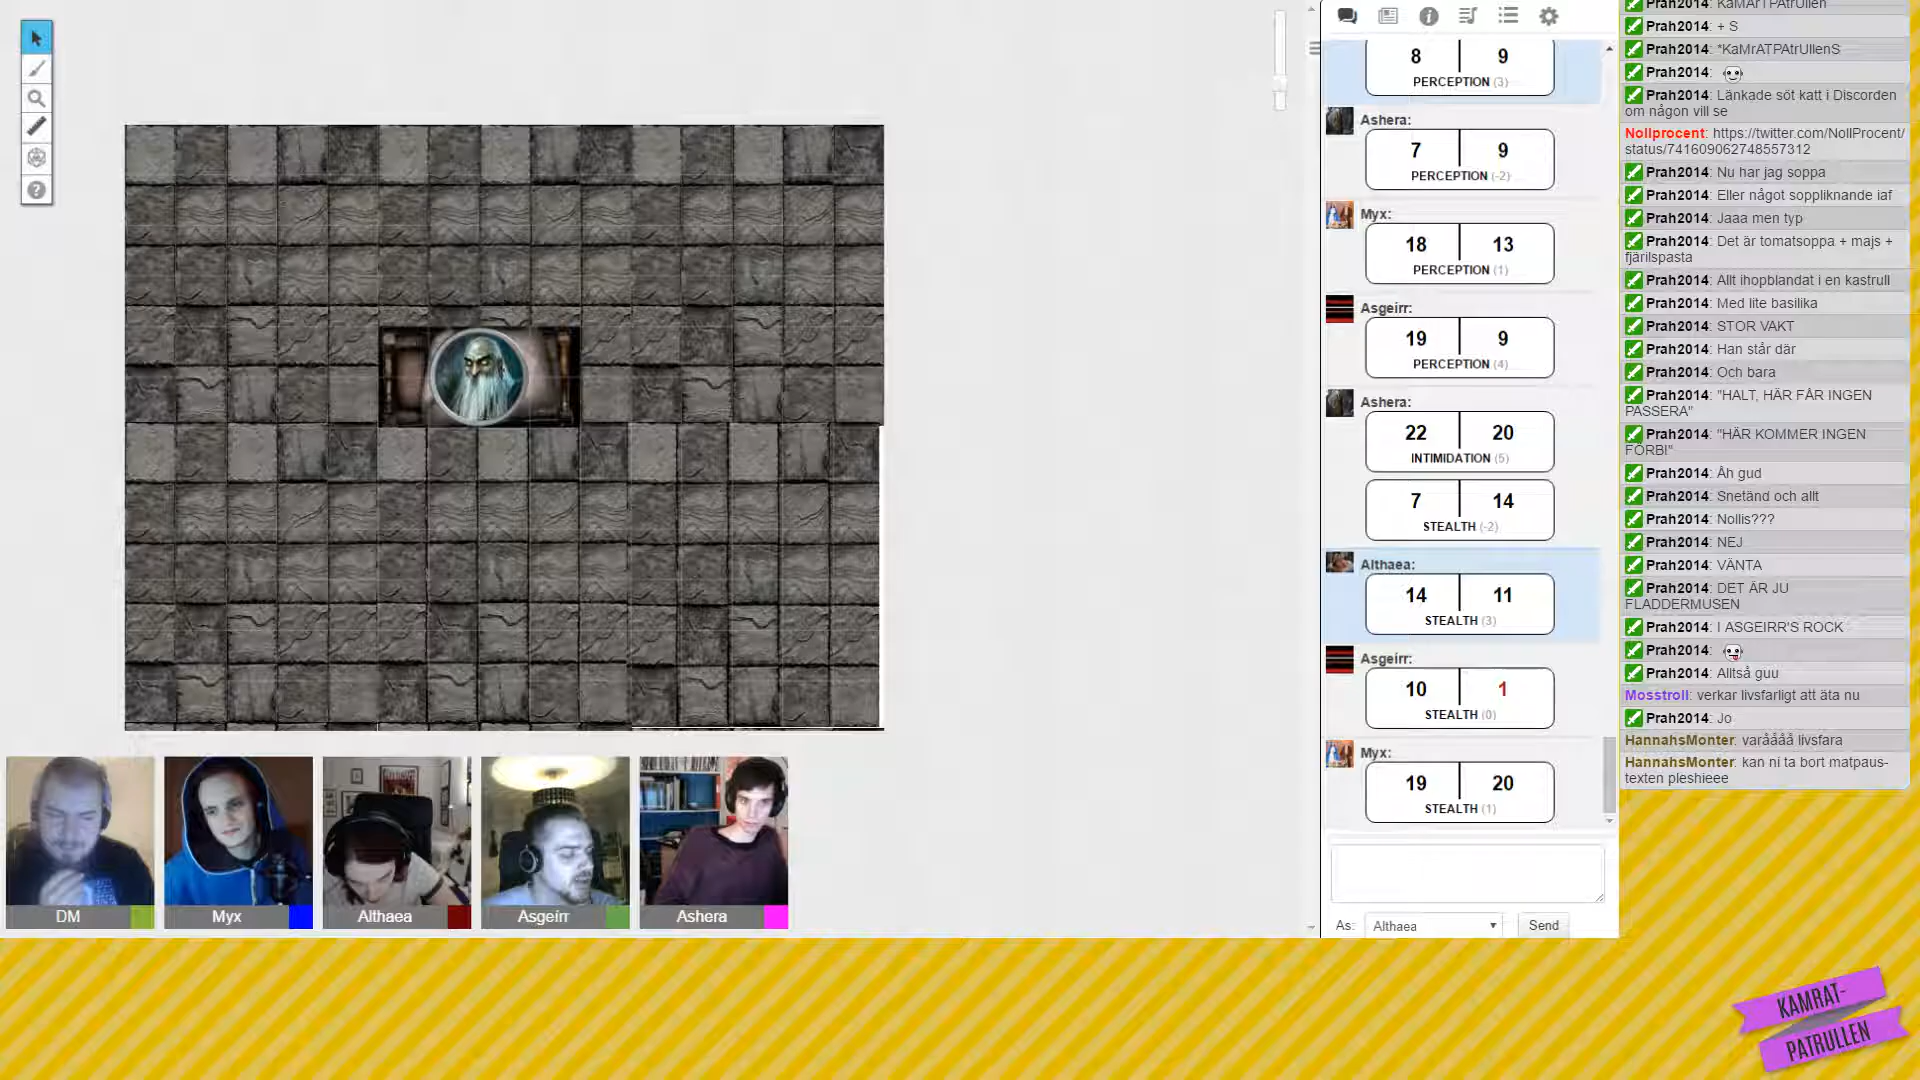 8 9
PERCEPTION (3)
Ashera:
7 9
PERCEPTION (-2)
Myx:
18 13
PERCEPTION (1)
Asgeirr:
19 9
PERCEPTION (4)
Ashera:
22 20
INTIMIDATION (5)
7 14
STEALTH (-2)
Althaea:
14 11
STEALTH (3)
Asgeirr:
10 1
STEALTH (0)
Myx:
19 20
STEALTH (1)
As: Althaea Send
Prah2014: KaMArTPAtrUllen
Prah2014: + S
Prah2014: *KaMrATPAtrUllenS
Prah2014:
Prah2014: Länkade söt katt i Discorden
om någon vill se
Nollprocent: https://twitter.com/NollProcent/
status/741609062748557312
Prah2014: Nu har jag soppa
Prah2014: Eller något soppliknande iaf
Prah2014: Jaaa men typ
Prah2014: Det är tomatsoppa + majs +
fjärilspasta
Prah2014: Allt ihopblandat i en kastrull
Prah2014: Med lite basilika
Prah2014: STOR VAKT
Prah2014: Han står där
Prah2014: Och bara
Prah2014: "HALT, HÄR FÅR INGEN
PASSERA"
Prah2014: "HÄR KOMMER INGEN
FÖRBI"
Prah2014: Åh gud
Prah2014: Snetänd och allt
Prah2014: Nollis???
Prah2014: NEJ
Prah2014: VÄNTA
Prah2014: DET ÄR JU
FLADDERMUSEN
Prah2014: I ASGEIRR'S ROCK
Prah2014:
Prah2014: Alltså guu
Mosstroll: verkar livsfarligt att äta nu
Prah2014: Jo
HannahsMonter: varåååå livsfara
HannahsMonter: kan ni ta bort matpaus-
texten pleshieee
DM
Myx
Althaea
Asgeirr
Ashera
KAMRAT-
PATRULLEN